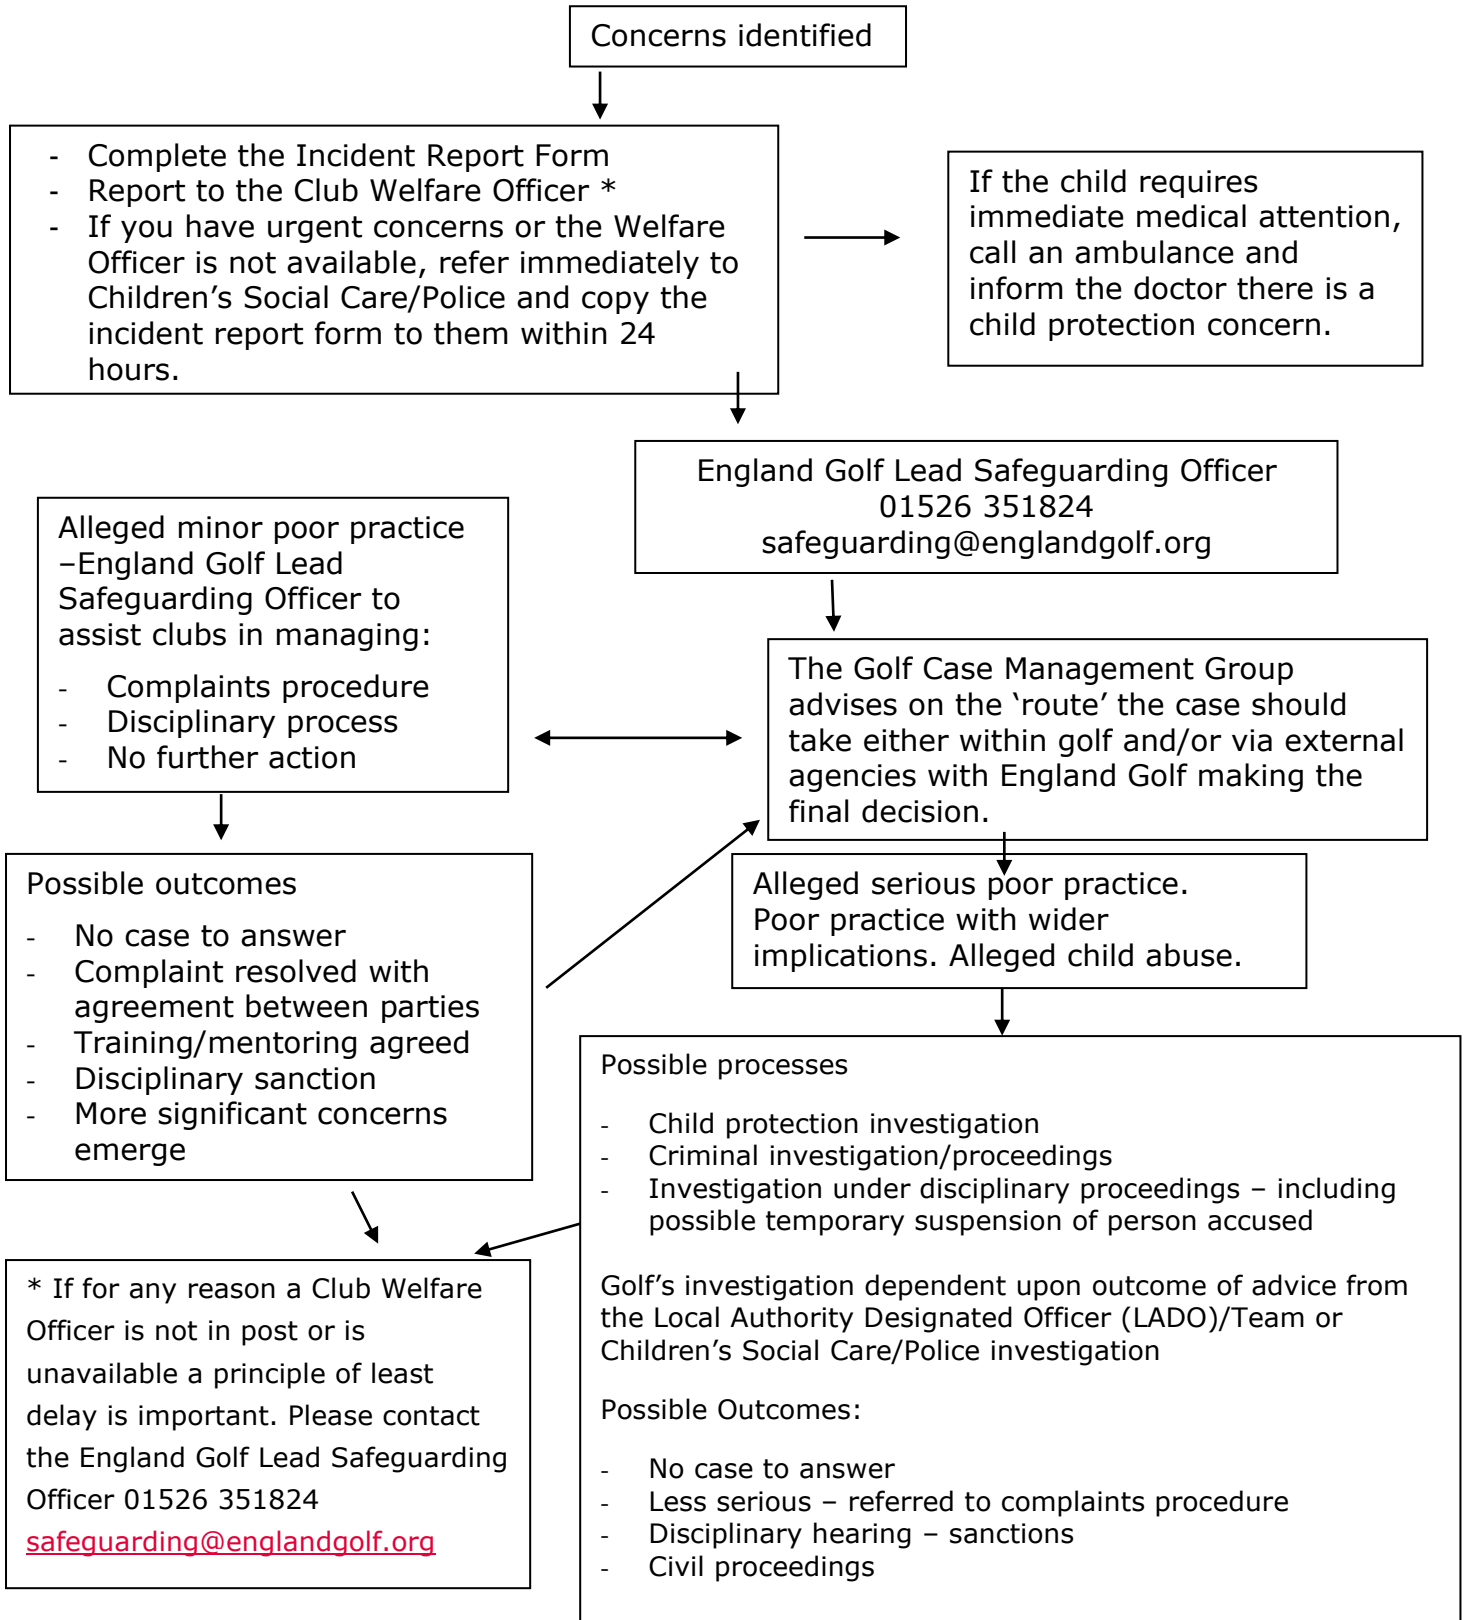 Concerns identified
- Complete the Incident Report Form
- Report to the Club Welfare Officer *
- If you have urgent concerns or the Welfare
Officer is not available, refer immediately to
Children’s Social Care/Police and copy the
incident report form to them within 24
hours.
If the child requires
immediate medical attention,
call an ambulance and
inform the doctor there is a
child protection concern.
England Golf Lead Safeguarding Officer
01526 351824
safeguarding@englandgolf.org
Alleged minor poor practice
–England Golf Lead
Safeguarding Officer to
assist clubs in managing:
- Complaints procedure
- Disciplinary process
- No further action
The Golf Case Management Group
advises on the ‘route’ the case should
take either within golf and/or via external
agencies with England Golf making the
final decision.
Possible outcomes
- No case to answer
- Complaint resolved with
agreement between parties
- Training/mentoring agreed
- Disciplinary sanction
- More significant concerns
emerge
Alleged serious poor practice.
Poor practice with wider
implications. Alleged child abuse.
Possible processes
- Child protection investigation
- Criminal investigation/proceedings
- Investigation under disciplinary proceedings – including
possible temporary suspension of person accused
Golf’s investigation dependent upon outcome of advice from
the Local Authority Designated Officer (LADO)/Team or
Children’s Social Care/Police investigation
Possible Outcomes:
- No case to answer
- Less serious – referred to complaints procedure
- Disciplinary hearing – sanctions
- Civil proceedings
* If for any reason a Club Welfare
Officer is not in post or is
unavailable a principle of least
delay is important. Please contact
the England Golf Lead Safeguarding
Officer 01526 351824
safeguarding@englandgolf.org